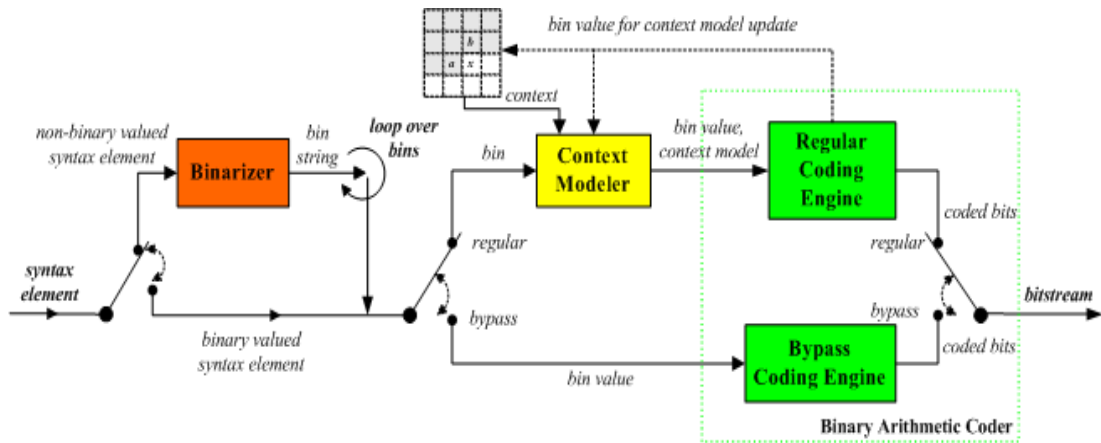 bin value for context model update
b
a x
context
non-binary valued
syntax element
bin
string
loop over
bins
Binarizer
bin
Context
Modeler
bin value,
context model
Regular
Coding
Engine
coded bits
regular
regular
syntax
element
bitstream
bypass
bypass
binary valued
syntax element
bin value
Bypass
Coding Engine
coded bits
Binary Arithmetic Coder